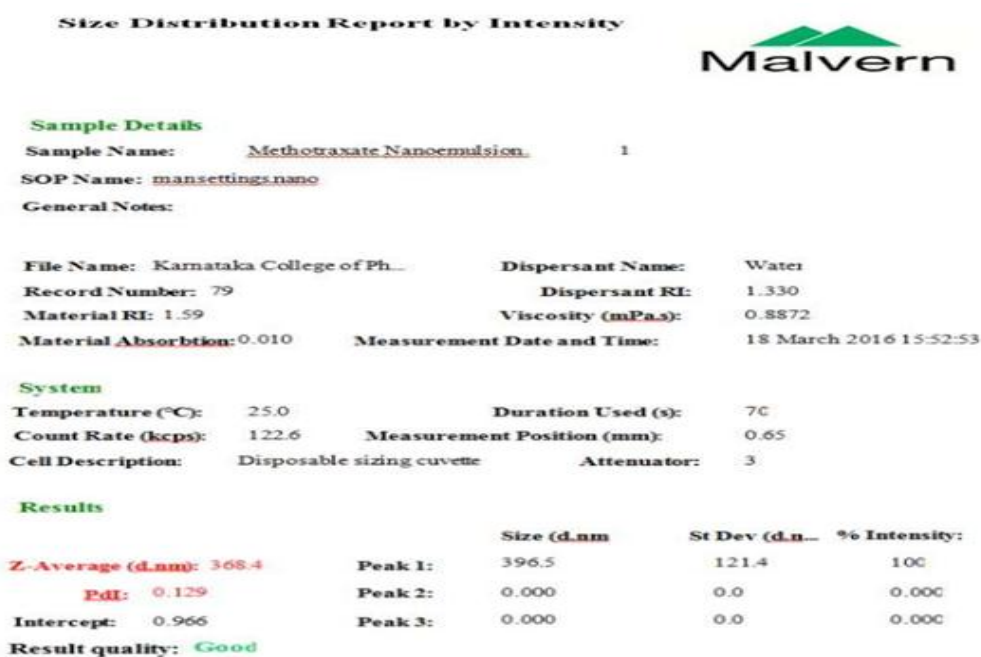 Size Distribution Report by Intensity
Malvern
Sample Details
Sample Name: Methotraxate Nanoemulsion. 1
SOP Name: mansettings.nano
General Notes:
File Name: Karnataka College of Ph... Dispersant Name: Water
Record Number: 79 Dispersant RI: 1.330
Material RI: 1.59 Viscosity (mPa.s): 0.8872
Material Absorbtion: 0.010 Measurement Date and Time: 18 March 2016 15:52:53
System
Temperature (°C): 25.0 Duration Used (s): 70
Count Rate (kcps): 122.6 Measurement Position (mm): 0.65
Cell Description: Disposable sizing cuvette Attenuator: 3
Results
Size (d.nm St Dev (d.n... % Intensity:
Z-Average (d.nm): 368.4 Peak 1: 396.5 121.4 100
PdI: 0.129 Peak 2: 0.000 0.0 0.000
Intercept: 0.966 Peak 3: 0.000 0.0 0.000
Result quality: Good